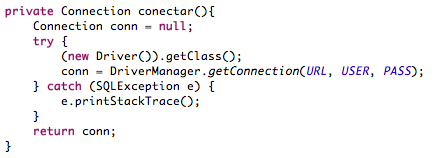 private Connection conectar(){
    Connection conn = null;
    try {
        (new Driver()).getClass();
        conn = DriverManager.getConnection(URL, USER, PASS);
    } catch (SQLException e) {
        e.printStackTrace();
    }
    return conn;
}